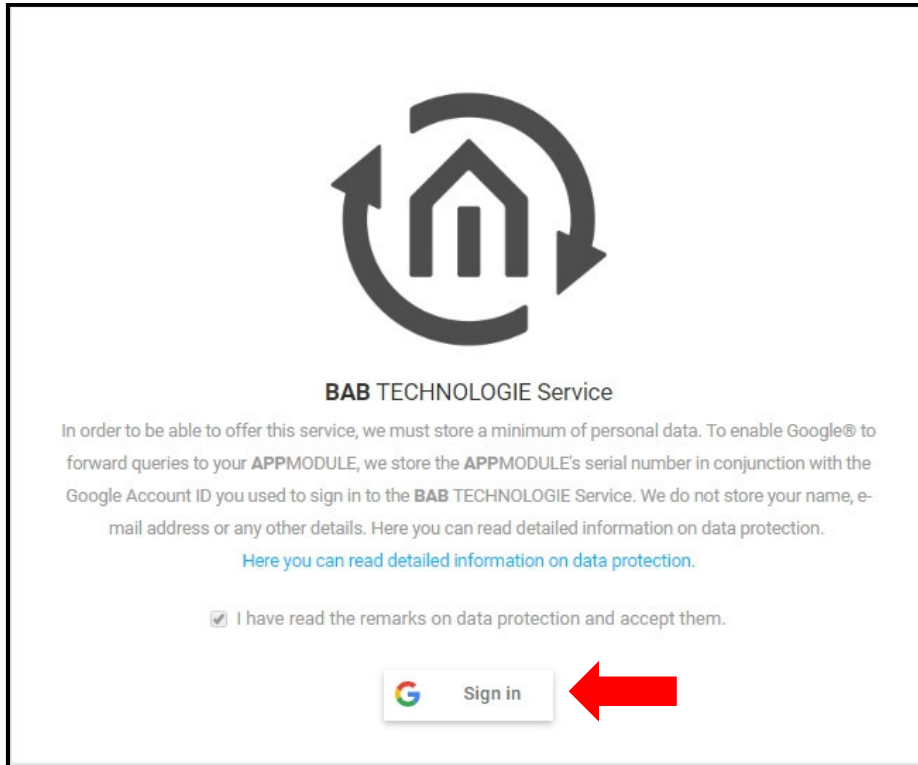 BAB TECHNOLOGIE Service
In order to be able to offer this service, we must store a minimum of personal data. To enable Google® to
forward queries to your APPMODULE, we store the APPMODULE's serial number in conjunction with the
Google Account ID you used to sign in to the BAB TECHNOLOGIE Service. We do not store your name, e-
mail address or any other details. Here you can read detailed information on data protection.
Here you can read detailed information on data protection.
I have read the remarks on data protection and accept them.
Sign in